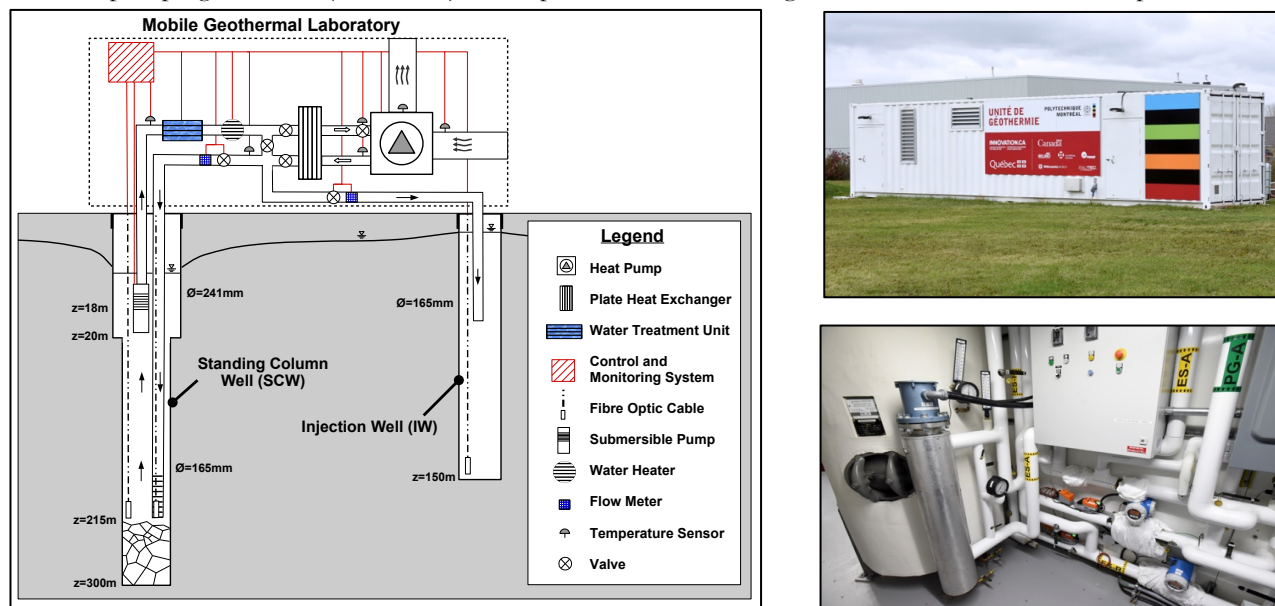 Mobile Geothermal Laboratory
z=18m
z=20m
Ø=241mm
Standing Column
Well (SCW)
Ø=165mm
z=215m
z=300m
Ø=165mm
Injection Well (IW)
z=150m
Legend
Heat Pump
Plate Heat Exchanger
Water Treatment Unit
Control and
Monitoring System
Fibre Optic Cable
Submersible Pump
Water Heater
Flow Meter
Temperature Sensor
Valve
UNITÉ DE
GÉOTHERMIE
POLYTECHNIQUE
MONTRÉAL
INNOVATION.CA
Canada
Québec
ES-A
ES-A
PG-A
ES-A